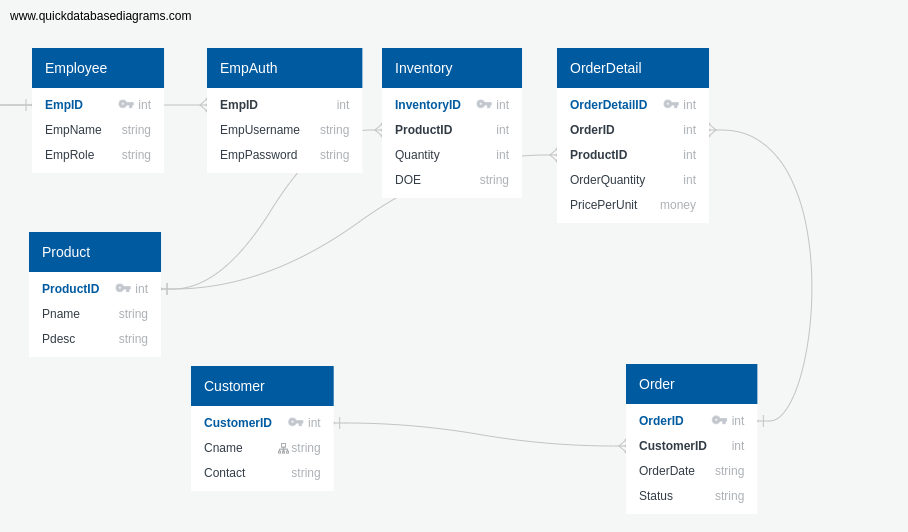 www.quickdatabasediagrams.com
Employee
EmpID int
EmpName string
EmpRole string
EmpAuth
EmpID int
EmpUsername string
EmpPassword string
Inventory
InventoryID int
ProductID int
Quantity int
DOE string
OrderDetail
OrderDetailID int
OrderID int
ProductID int
OrderQuantity int
PricePerUnit money
Product
ProductID int
Pname string
Pdesc string
Customer
CustomerID int
Cname string
Contact string
Order
OrderID int
CustomerID int
OrderDate string
Status string